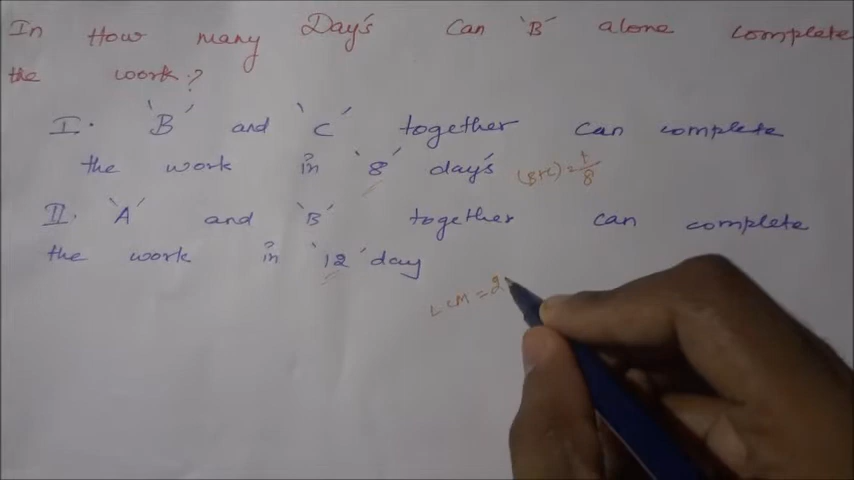 In How many Day's Can 'B' alone complete
the work?
I. 'B' and 'C' together can complete
the work in '8' day's (B+C) = 1/8
II. 'A' and 'B' together can complete
the work in '12' day
LCM = 2